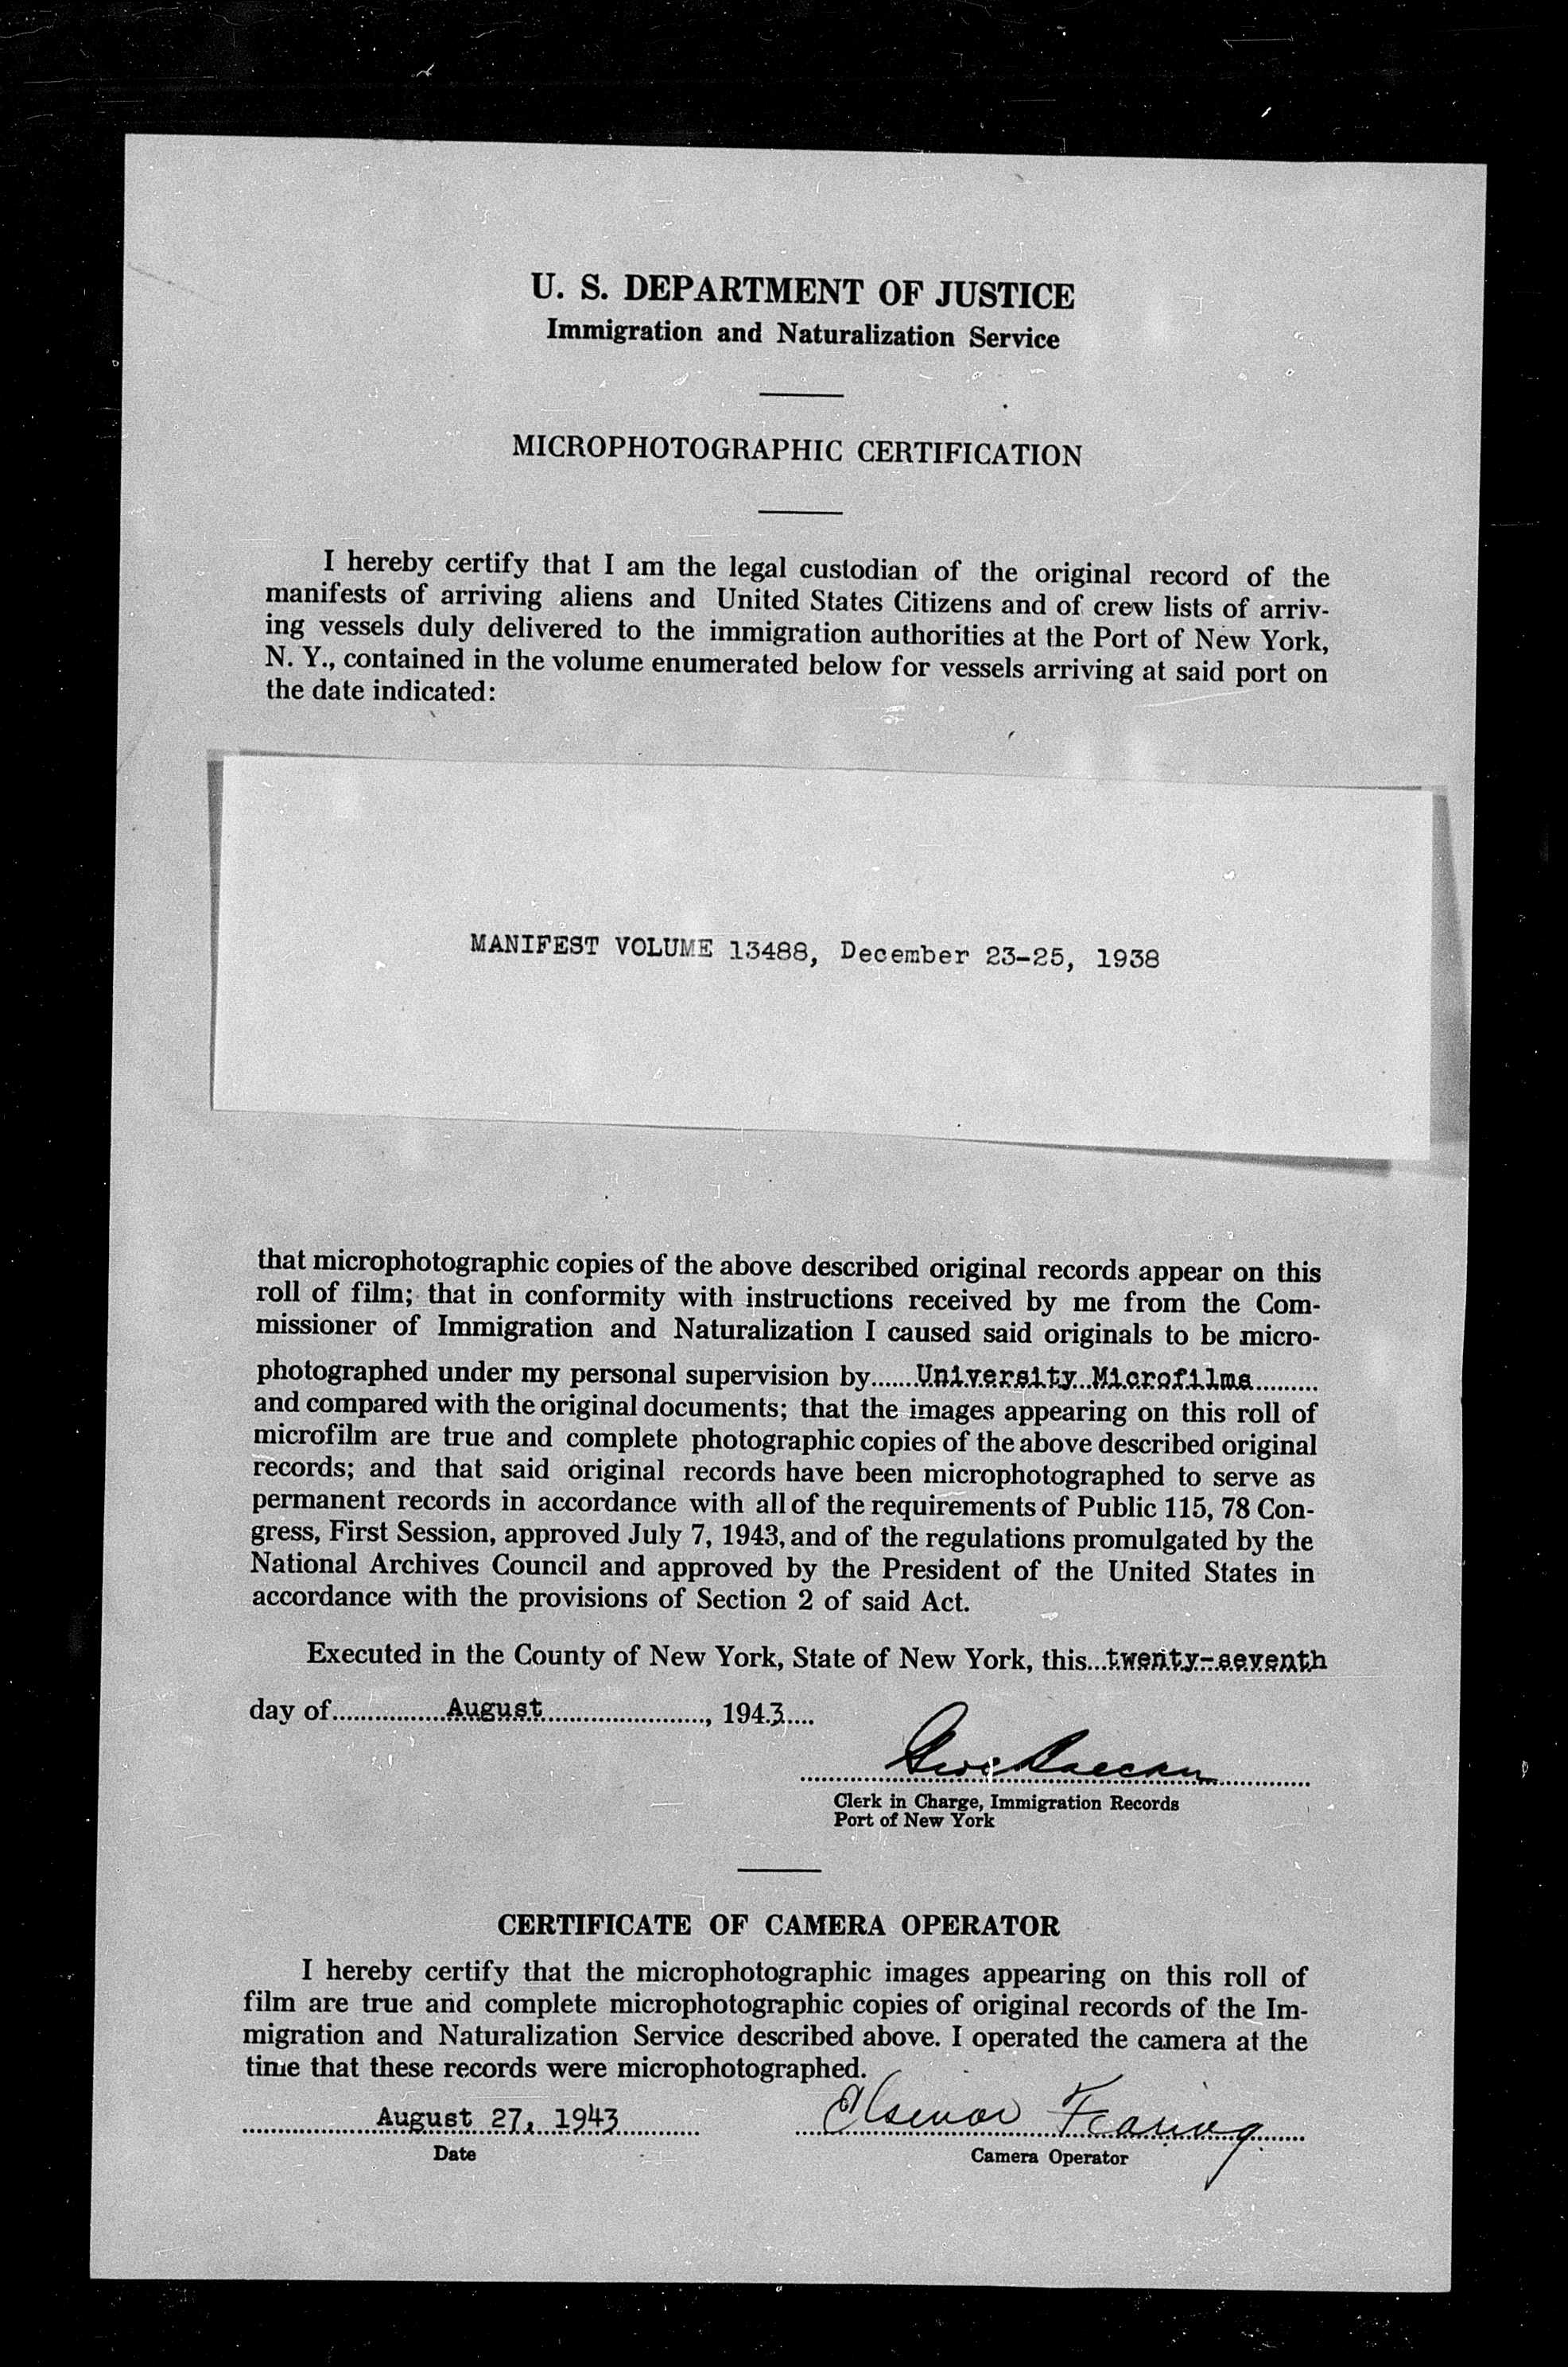 U. S. DEPARTMENT OF JUSTICE
Immigration and Naturalization Service
MICROPHOTOGRAPHIC CERTIFICATION
I hereby certify that I am the legal custodian of the original record of the
manifests of arriving aliens and United States Citizens and of crew lists of arriv-
ing vessels duly delivered to the immigration authorities at the Port of New York,
N. Y., contained in the volume enumerated below for vessels arriving at said port on
the date indicated:
MANIFEST VOLUME 13488, December 23-25, 1938
that microphotographic copies of the above described original records appear on this
roll of film; that in conformity with instructions received by me from the Com-
missioner of Immigration and Naturalization I caused said originals to be micro-
photographed under my personal supervision by University Microfilms
and compared with the original documents; that the images appearing on this roll of
microfilm are true and complete photographic copies of the above described original
records; and that said original records have been microphotographed to serve as
permanent records in accordance with all of the requirements of Public 115, 78 Con-
gress, First Session, approved July 7, 1943, and of the regulations promulgated by the
National Archives Council and approved by the President of the United States in
accordance with the provisions of Section 2 of said Act.
Executed in the County of New York, State of New York, this twenty-seventh
day of August, 1943
Clerk in Charge, Immigration Records
Port of New York
CERTIFICATE OF CAMERA OPERATOR
I hereby certify that the microphotographic images appearing on this roll of
film are true and complete microphotographic copies of original records of the Im-
migration and Naturalization Service described above. I operated the camera at the
time that these records were microphotographed.
August 27, 1943
Date
Camera Operator